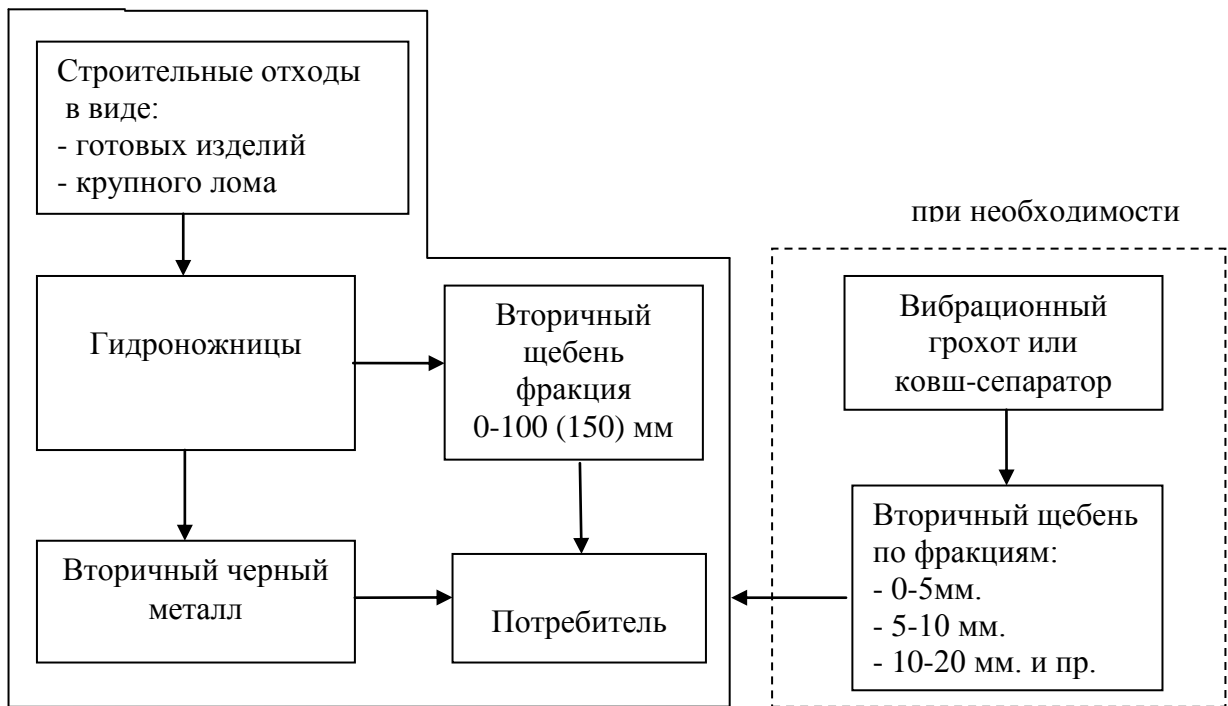 Строительные отходы
в виде:
- готовых изделий
- крупного лома
при необходимости
Гидроножницы
Вторичный
щебень
фракция
0-100 (150) мм
Вибрационный
грохот или
ковш-сепаратор
Вторичный черный
металл
Потребитель
Вторичный щебень
по фракциям:
- 0-5мм.
- 5-10 мм.
- 10-20 мм. и пр.